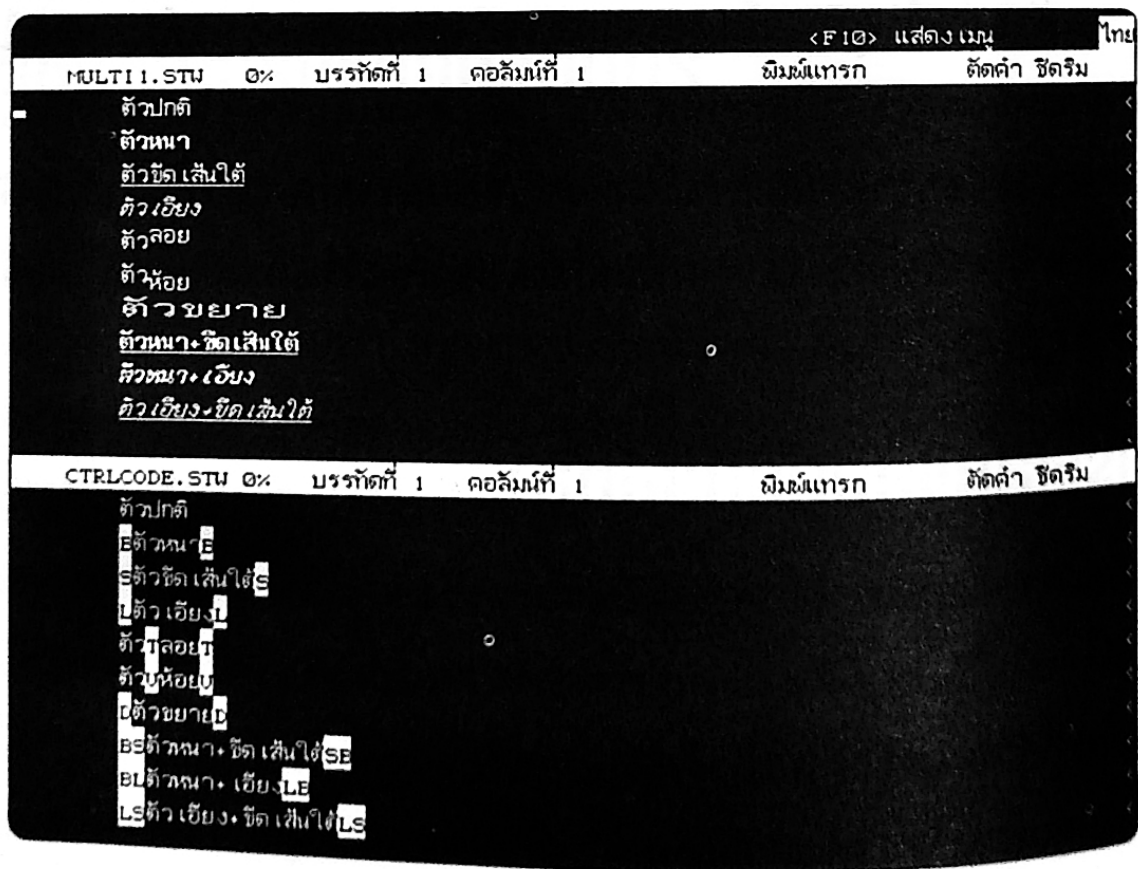 <F10> แสดงเมนู ไทย
MULTI1.STW 0% บรรทัดที่ 1 คอลัมน์ที่ 1 พิมพ์แทรก ตัดคำ ชิดริม
ตัวปกติ <
ตัวหนา <
ตัวขีดเส้นใต้ <
ตัวเอียง <
ตัวลอย <
ตัวห้อย <
ตัวขยาย <
ตัวหนา+ขีดเส้นใต้ <
ตัวหนา+เอียง <
ตัวเอียง+ขีดเส้นใต้ <
CTRLCODE.STW 0% บรรทัดที่ 1 คอลัมน์ที่ 1 พิมพ์แทรก ตัดคำ ชิดริม
ตัวปกติ <
BตัวหนาB <
Sตัวขีดเส้นใต้S <
LตัวเอียงL <
ตัวTลอยT <
ตัวUห้อยU <
DตัวขยายD <
BSตัวหนา+ขีดเส้นใต้SB <
BLตัวหนา+เอียงLB <
LSตัวเอียง+ขีดเส้นใต้LS <